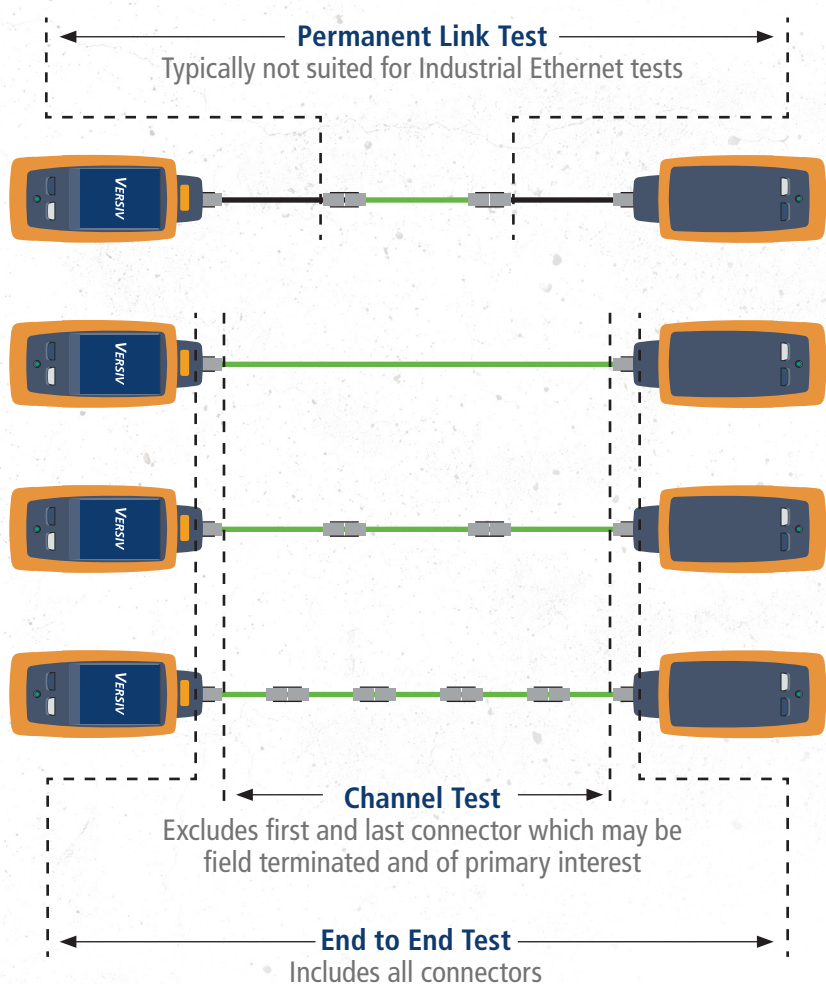 Permanent Link Test
Typically not suited for Industrial Ethernet tests
VERSIV
VERSIV
VERSIV
VERSIV
Channel Test
Excludes first and last connector which may be
field terminated and of primary interest
End to End Test
Includes all connectors